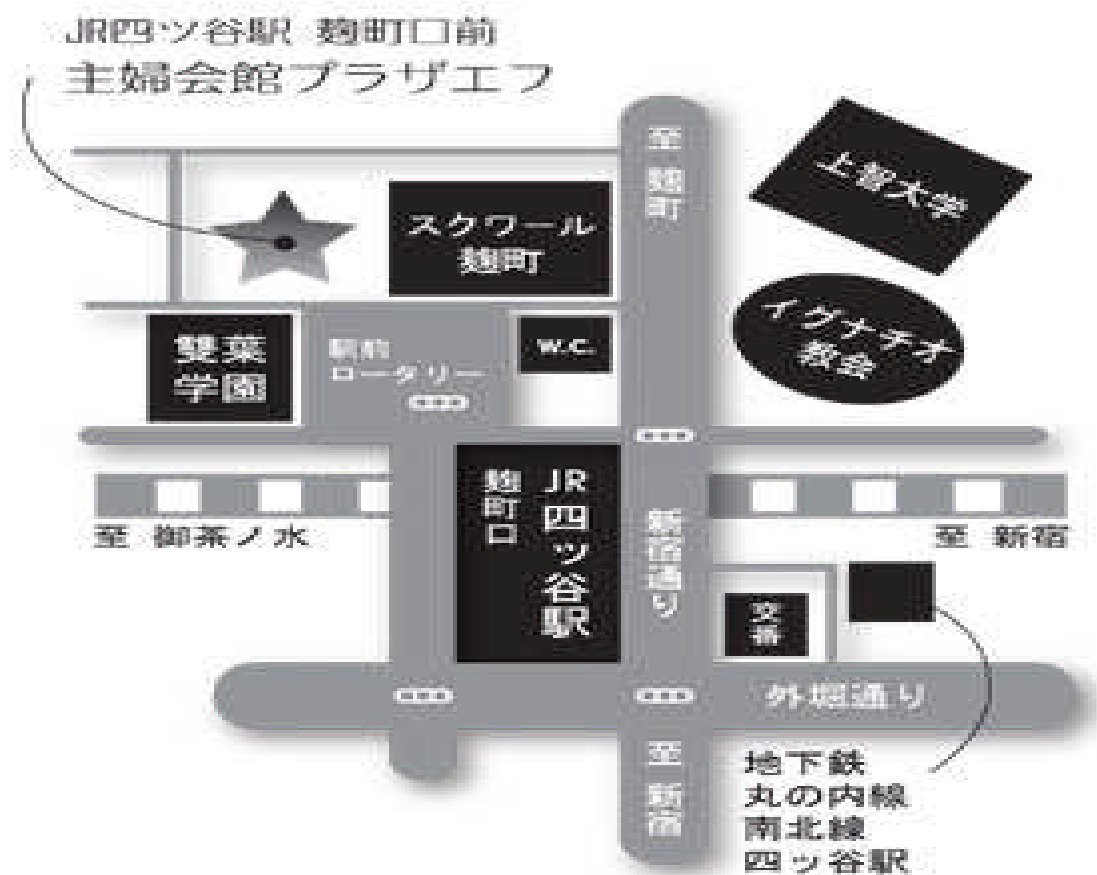 JR四ツ谷駅 麹町口前
主婦会館プラザエフ
至 麹町
上智大学
スクワール
麹町
イグナチオ
教会
雙葉
学園
駅前
ロータリー
W.C.
JR四ツ谷駅
麹町口
至 御茶ノ水
至 新宿
新宿通り
交番
外堀通り
至 新宿
地下鉄
丸の内線
南北線
四ッ谷駅